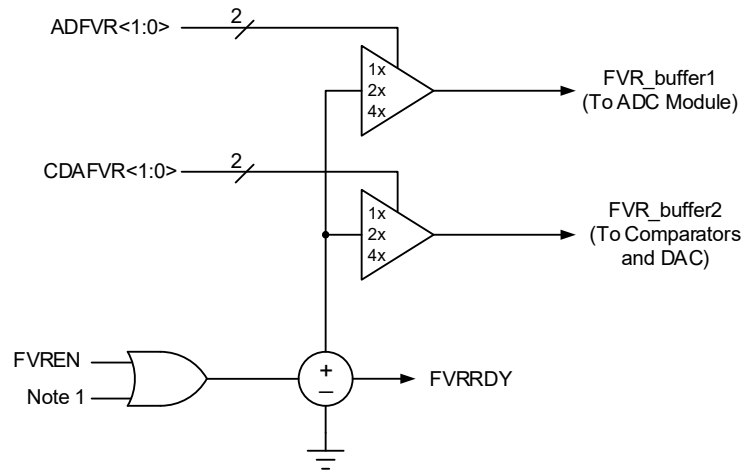 ADFVR<1:0>
2
1x
2x
4x
FVR_buffer1
(To ADC Module)
CDAFVR<1:0>
2
1x
2x
4x
FVR_buffer2
(To Comparators
and DAC)
FVREN
Note 1
+
_
FVRRDY